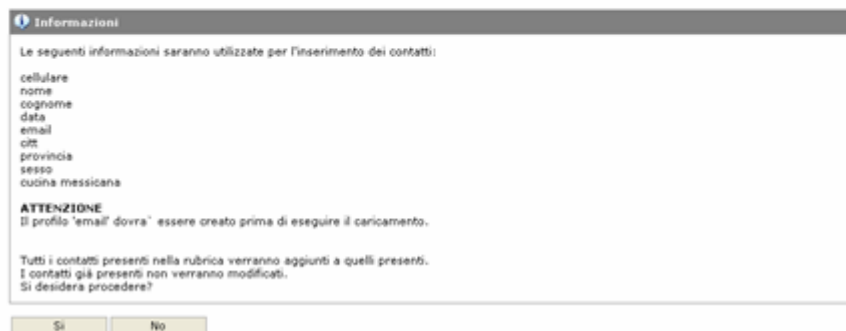 Informazioni
Le seguenti informazioni saranno utilizzate per l'inserimento dei contatti:
cellulare
nome
cognome
data
email
citt
provincia
sesso
cucina messicana
ATTENZIONE
Il profilo 'email' dovra` essere creato prima di eseguire il caricamento.
Tutti i contatti presenti nella rubrica verranno aggiunti a quelli presenti.
I contatti già presenti non verranno modificati.
Si desidera procedere?
Si No